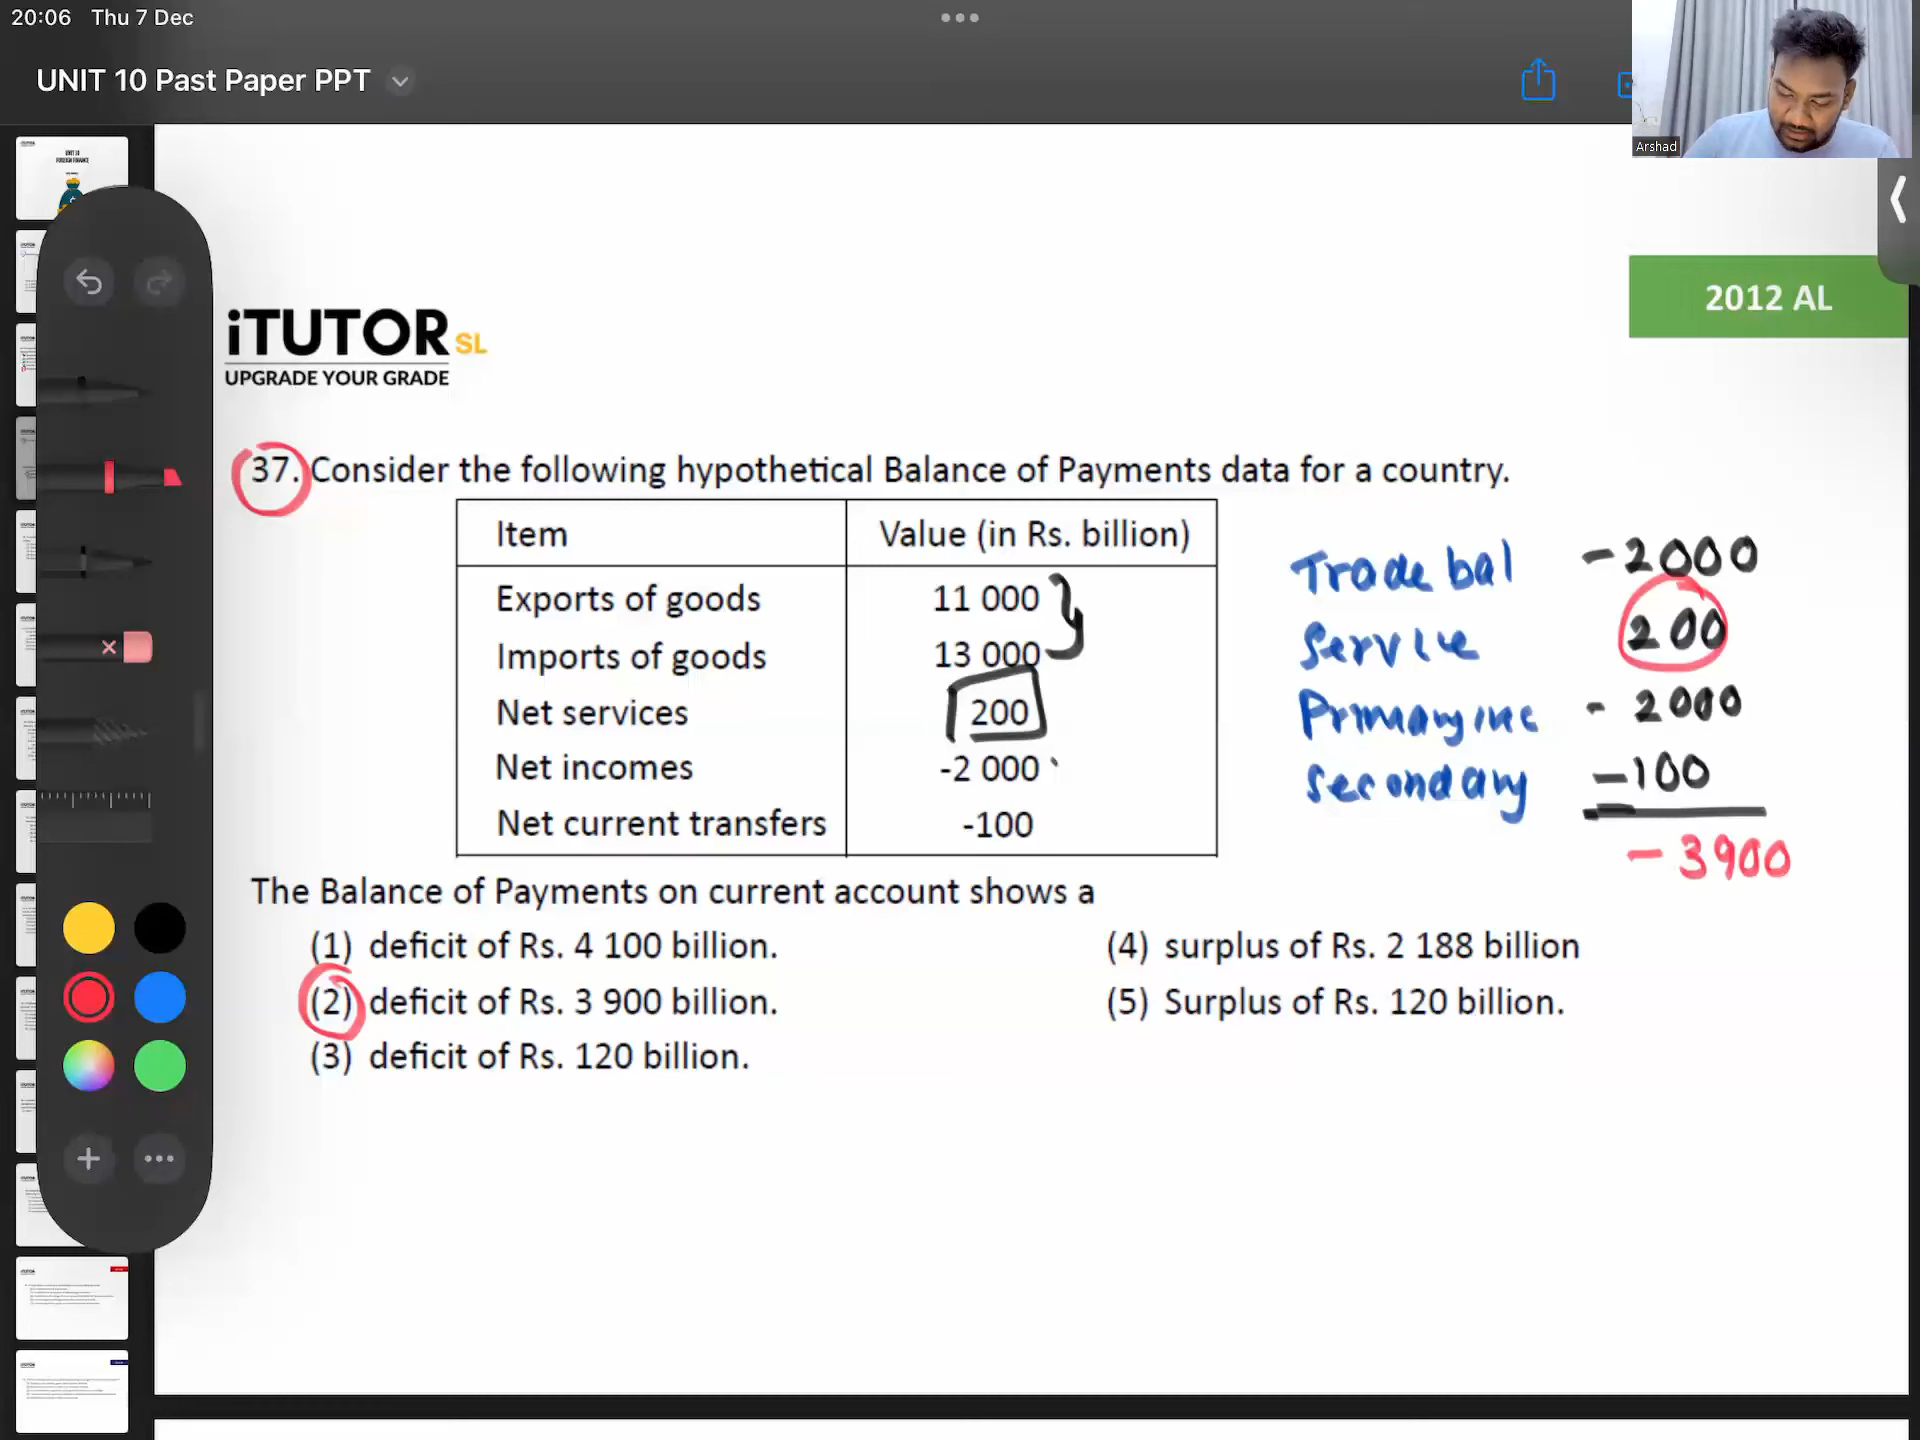 20:06 Thu 7 Dec
UNIT 10 Past Paper PPT
Arshad
2012 AL
iTUTOR SL
UPGRADE YOUR GRADE
37. Consider the following hypothetical Balance of Payments data for a country.
Item Value (in Rs. billion)
Exports of goods 11 000
Imports of goods 13 000
Net services 200
Net incomes -2 000
Net current transfers -100
Trade bal -2000
Service 200
Primary inc - 2000
Secondary -100
- 3900
The Balance of Payments on current account shows a
(1) deficit of Rs. 4 100 billion.
(2) deficit of Rs. 3 900 billion.
(3) deficit of Rs. 120 billion.
(4) surplus of Rs. 2 188 billion
(5) Surplus of Rs. 120 billion.